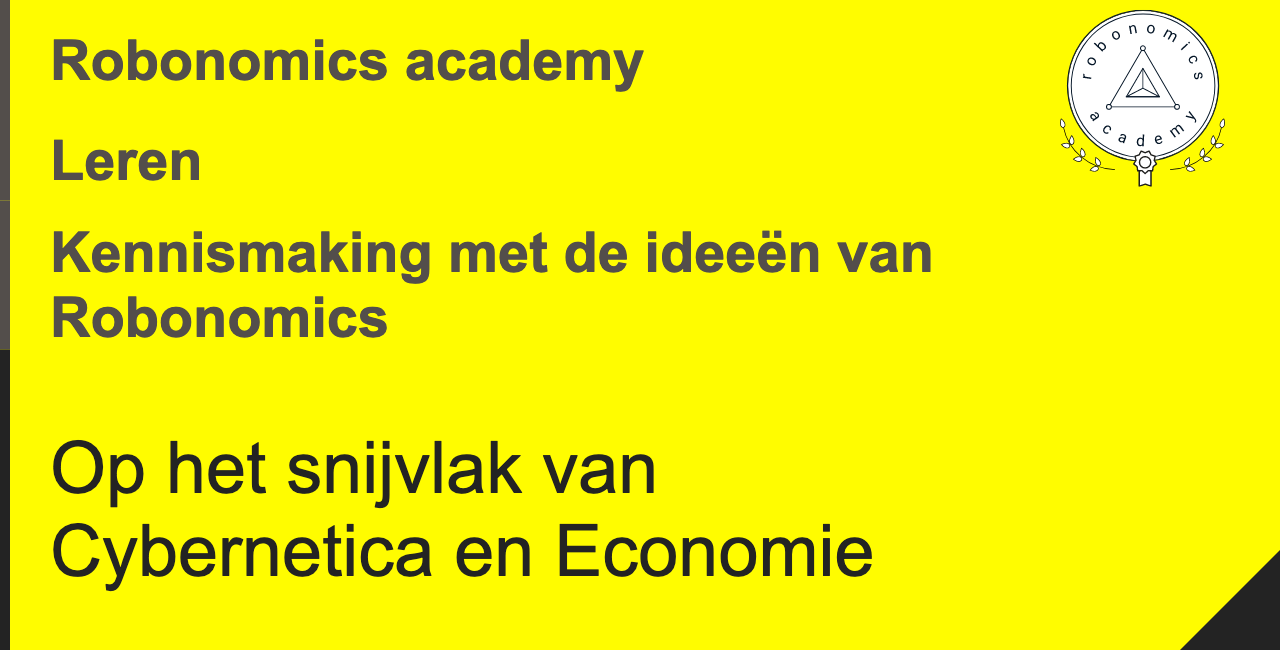 Robonomics academy
Leren
Kennismaking met de ideeën van
Robonomics
Op het snijvlak van
Cybernetica en Economie
robonomics
academy